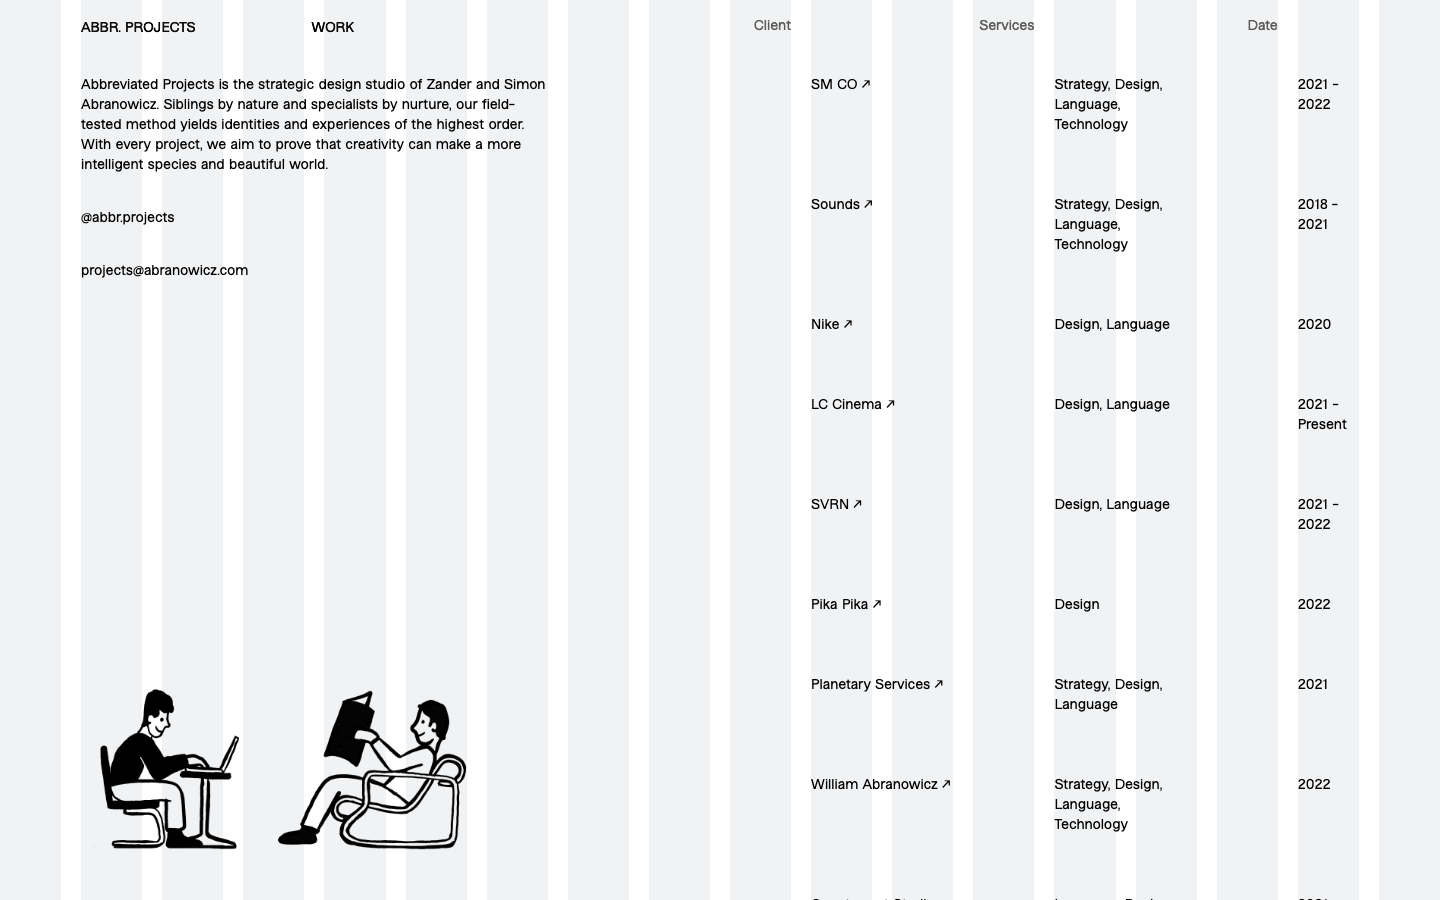 ABBR. PROJECTS
WORK
Client
Services
Date
Abbreviated Projects is the strategic design studio of Zander and Simon
Abranowicz. Siblings by nature and specialists by nurture, our field-
tested method yields identities and experiences of the highest order.
With every project, we aim to prove that creativity can make a more
intelligent species and beautiful world.
@abbr.projects
projects@abranowicz.com
SM CO ↗
Strategy, Design,
Language,
Technology
2021 –
2022
Sounds ↗
Strategy, Design,
Language,
Technology
2018 –
2021
Nike ↗
Design, Language
2020
LC Cinema ↗
Design, Language
2021 –
Present
SVRN ↗
Design, Language
2021 –
2022
Pika Pika ↗
Design
2022
Planetary Services ↗
Strategy, Design,
Language
2021
William Abranowicz ↗
Strategy, Design,
Language,
Technology
2022